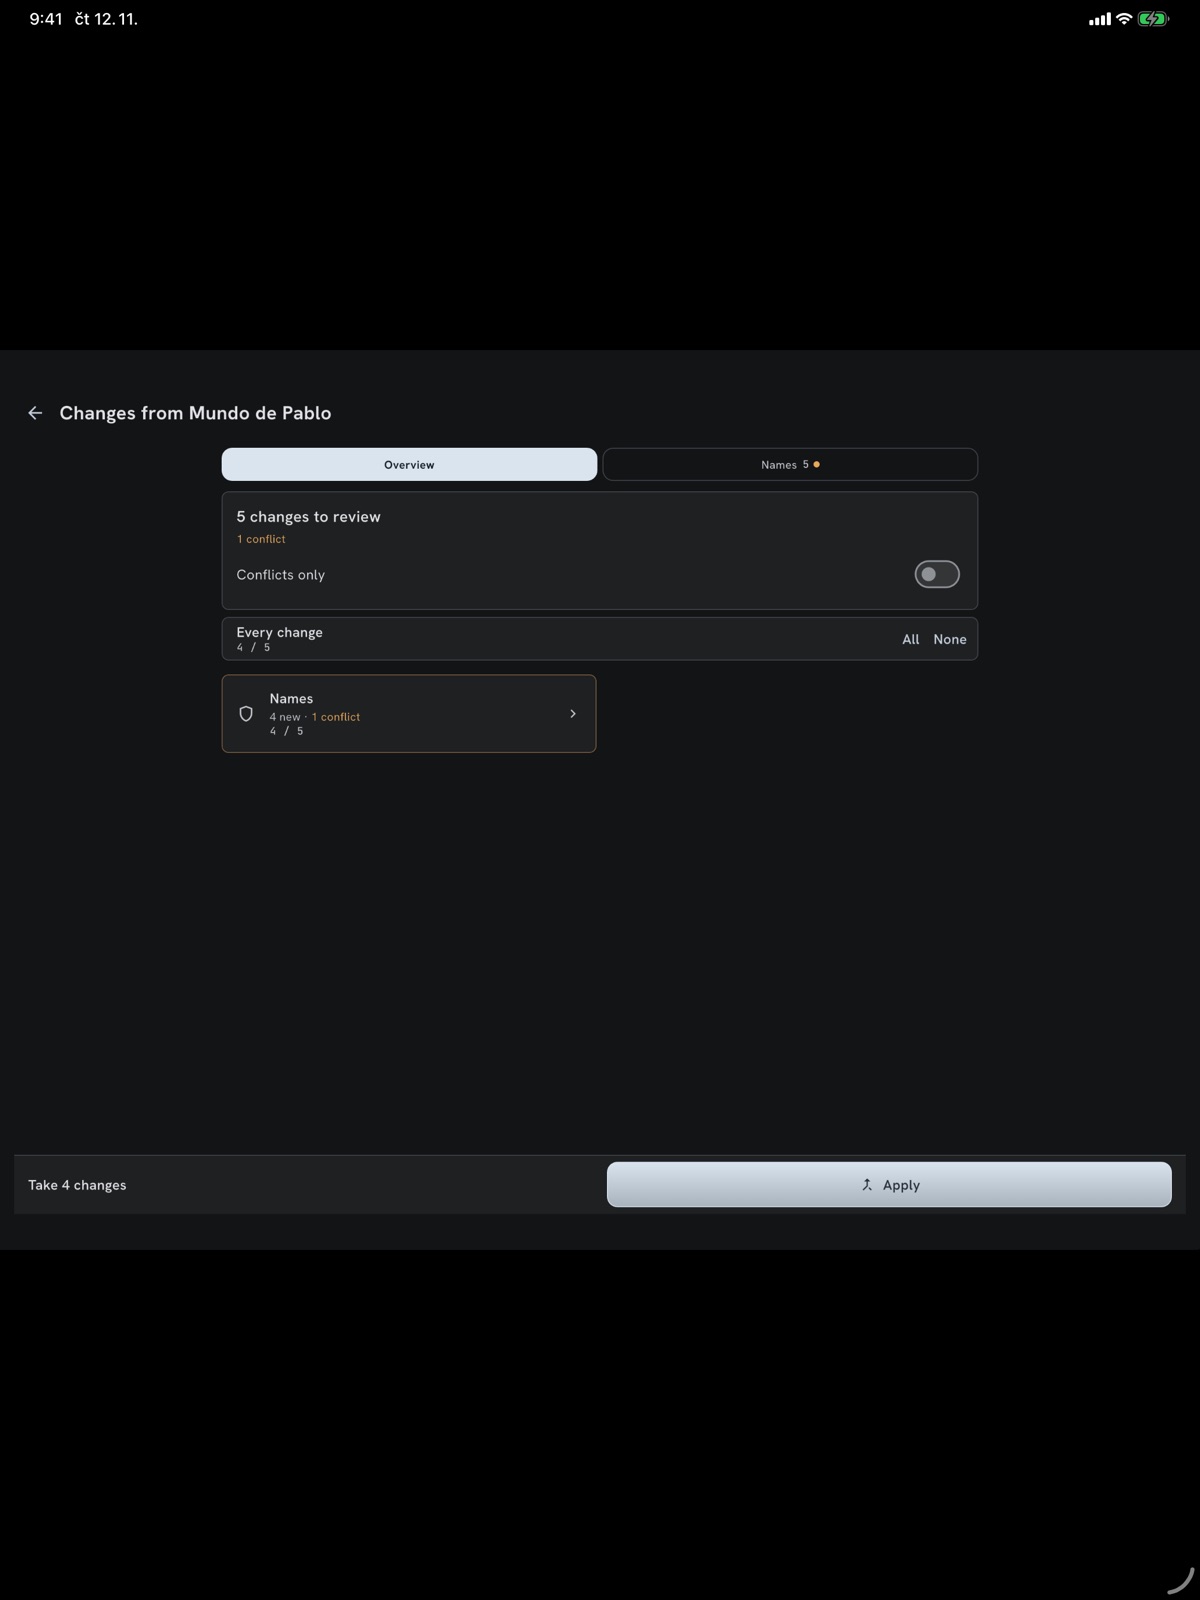 9:41 čt 12. 11.
Changes from Mundo de Pablo
Overview
Names 5
5 changes to review
1 conflict
Conflicts only
Every change
4 / 5
All None
Names
4 new · 1 conflict
4 / 5
Take 4 changes
Apply